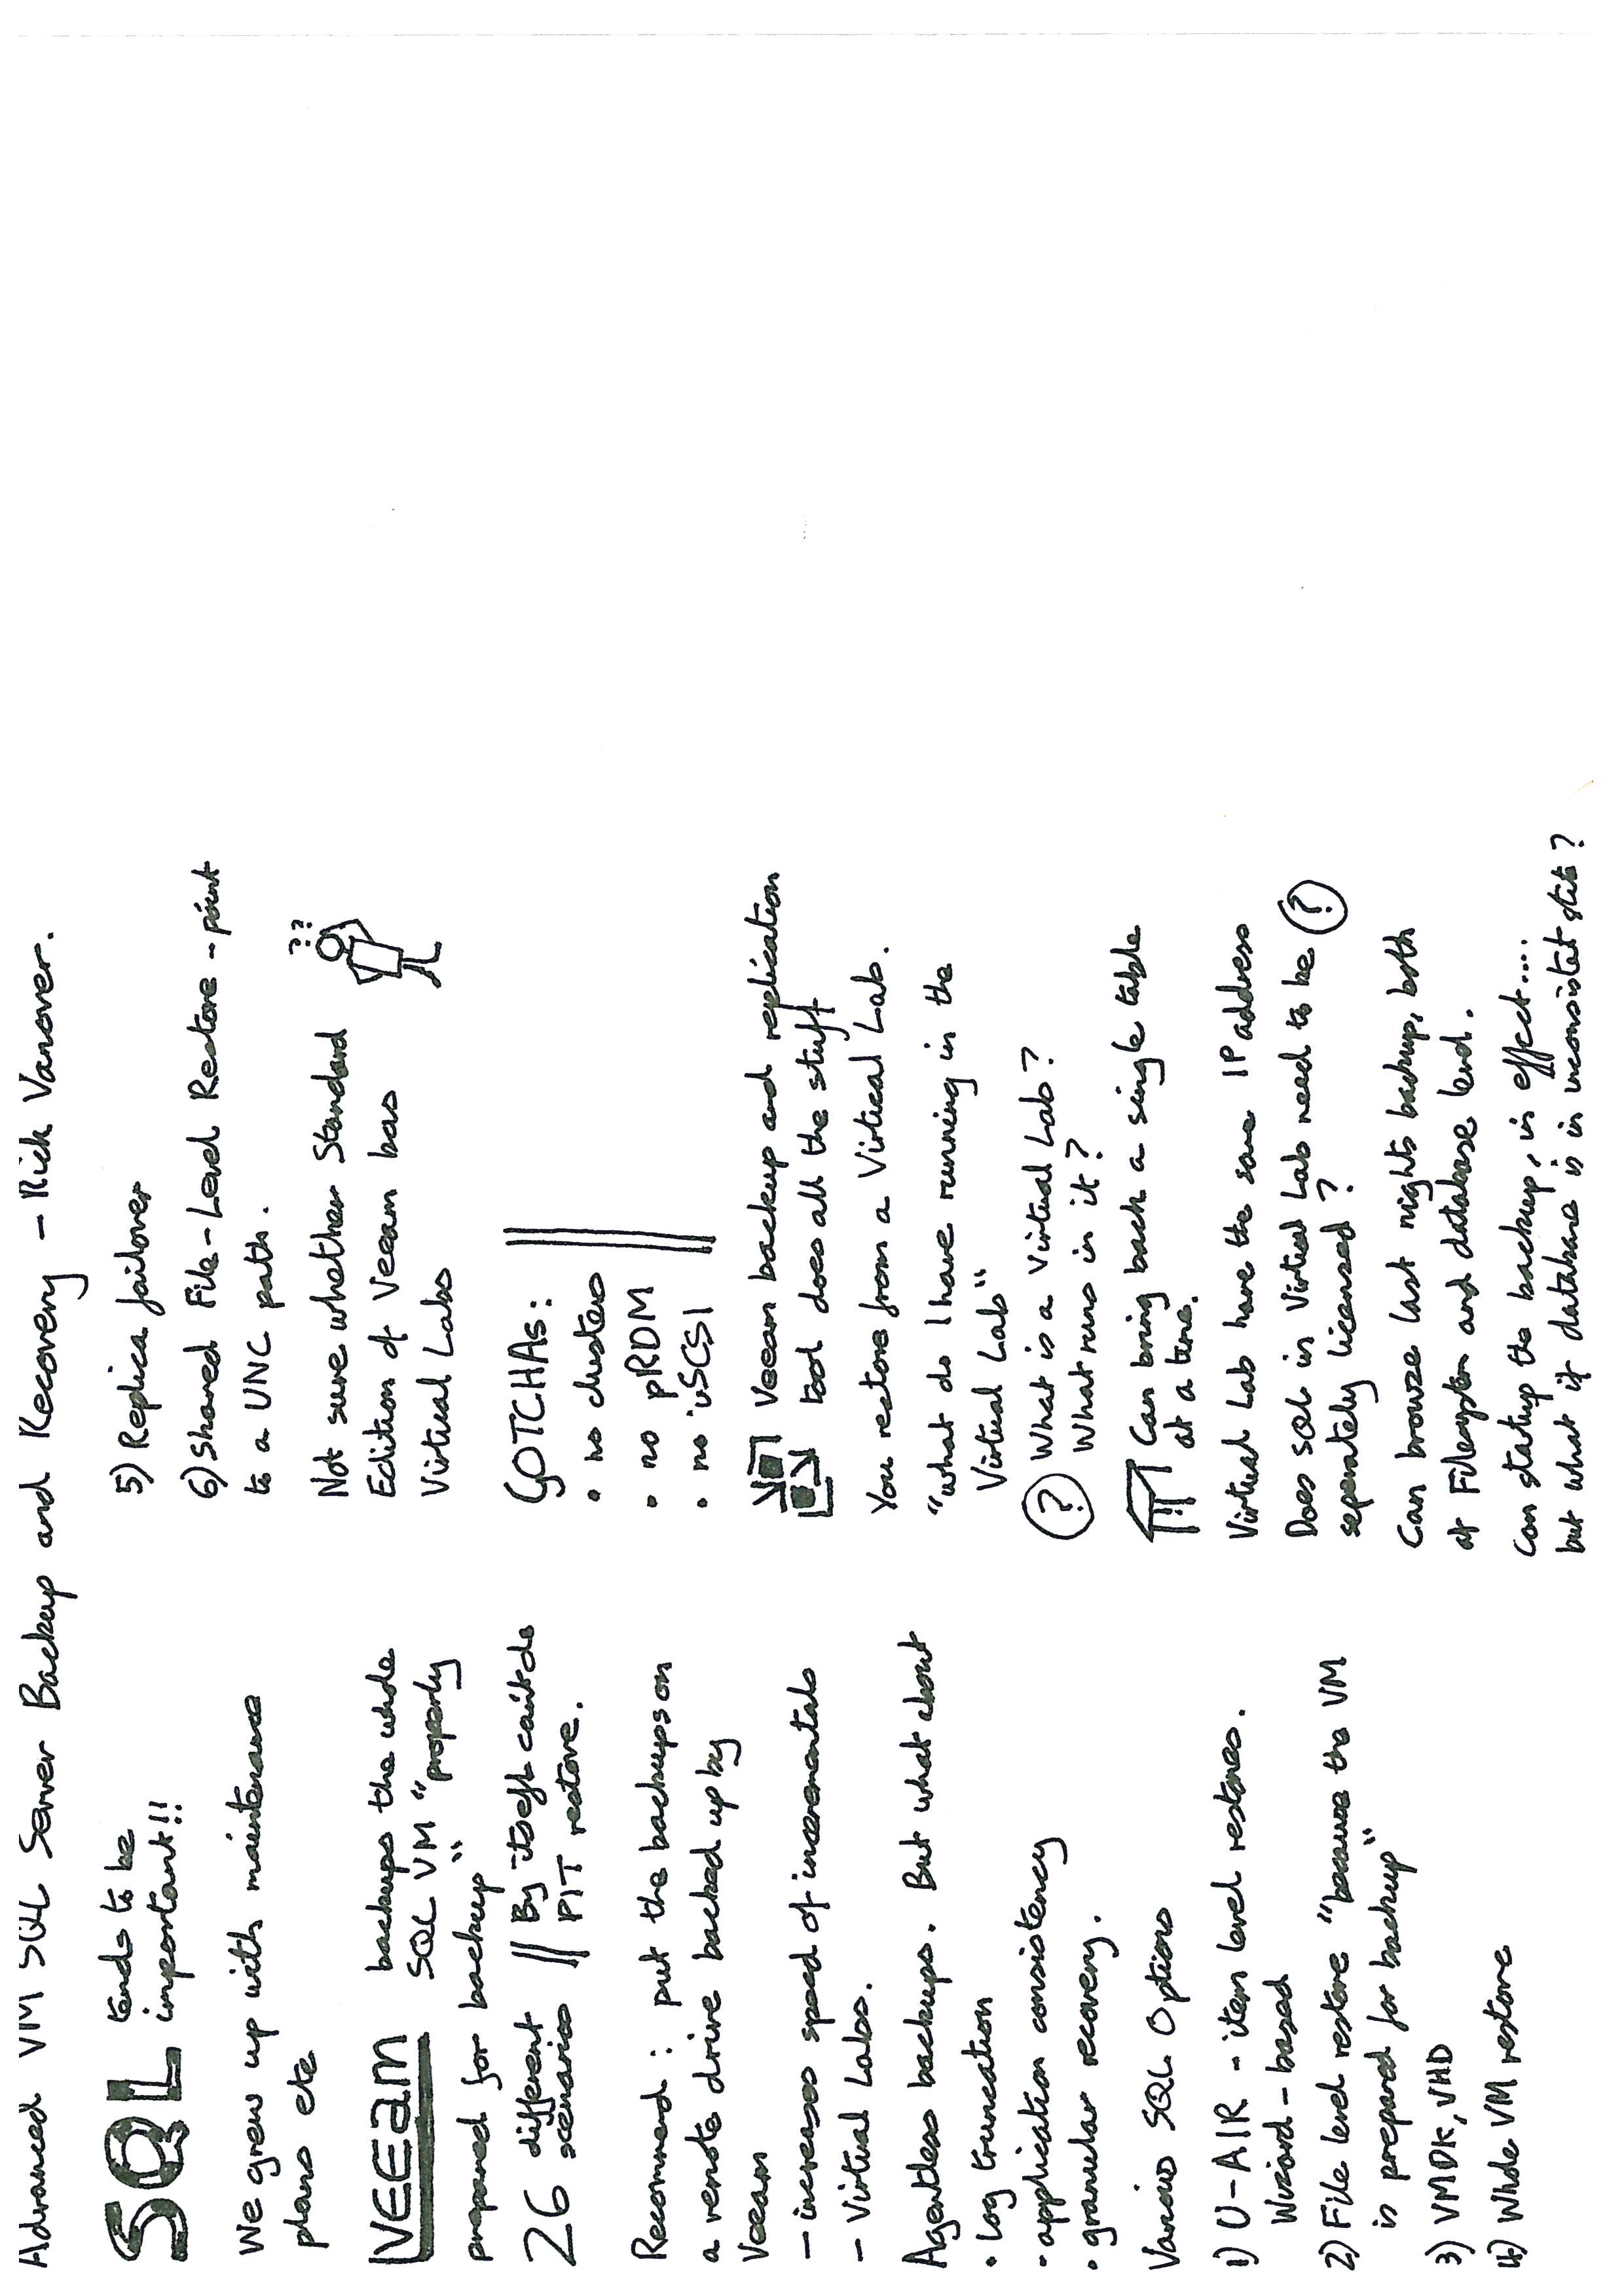 Advanced VM SQL Server Backup and Recovery - Rick Vanover.
SQL tends to be
important!!
We grew up with maintenance
plans etc
veeam backups the whole
SQL VM "properly
prepared for backup"
26 different
scenarios
By itself can't do
PIT restore.
Recommend: put the backups on
a remote drive backed up by
Veeam
- increases speed of incrementals
- Virtual Labs.
Agentless backups. But what about
• log truncation
• application consistency
• granular recovery.
Various SQL Options
1) U-AIR - item level restores.
Wizard-based
2) File level restore "because the VM
is prepared for backup"
3) VMDK, VHD
4) Whole VM restore
5) Replica failover
6) Shared File-Level Restore - point
to a UNC path.
??
Not sure whether Standard
Edition of Veeam has
Virtual Labs
GOTCHAs:
• no clusters
• no pRDM
• no iSCSI
Veeam backup and replication
tool does all the stuff
You restore from a Virtual Lab.
"what do I have running in the
Virtual Lab"
? What is a Virtual Lab?
What runs in it?
Can bring back a single table
at a time.
Virtual Lab have the same IP address
Does SQL in Virtual Lab need to be ?
seperately licensed?
Can browze last nights backup, both
at Filesystem and database level.
Can startup the backup, in effect....
but what if database is in inconsistent state?